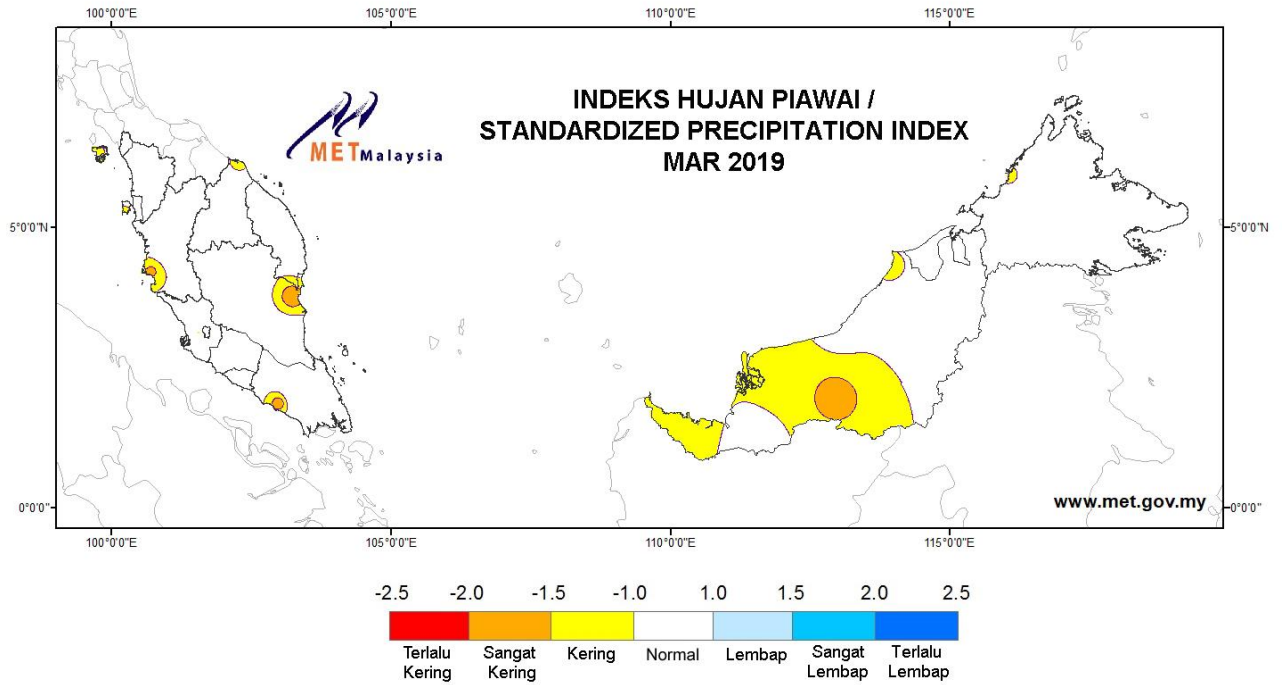 100°0'0"E 105°0'0"E 110°0'0"E 115°0'0"E
INDEKS HUJAN PIAWAI /
STANDARDIZED PRECIPITATION INDEX
MAR 2019
METMalaysia
5°0'0"N 5°0'0"N
www.met.gov.my
0°0'0" 0°0'0"
100°0'0"E 105°0'0"E 110°0'0"E 115°0'0"E
-2.5 -2.0 -1.5 -1.0 1.0 1.5 2.0 2.5
Terlalu Sangat Kering Normal Lembap Sangat Terlalu
Kering Kering Lembap Lembap